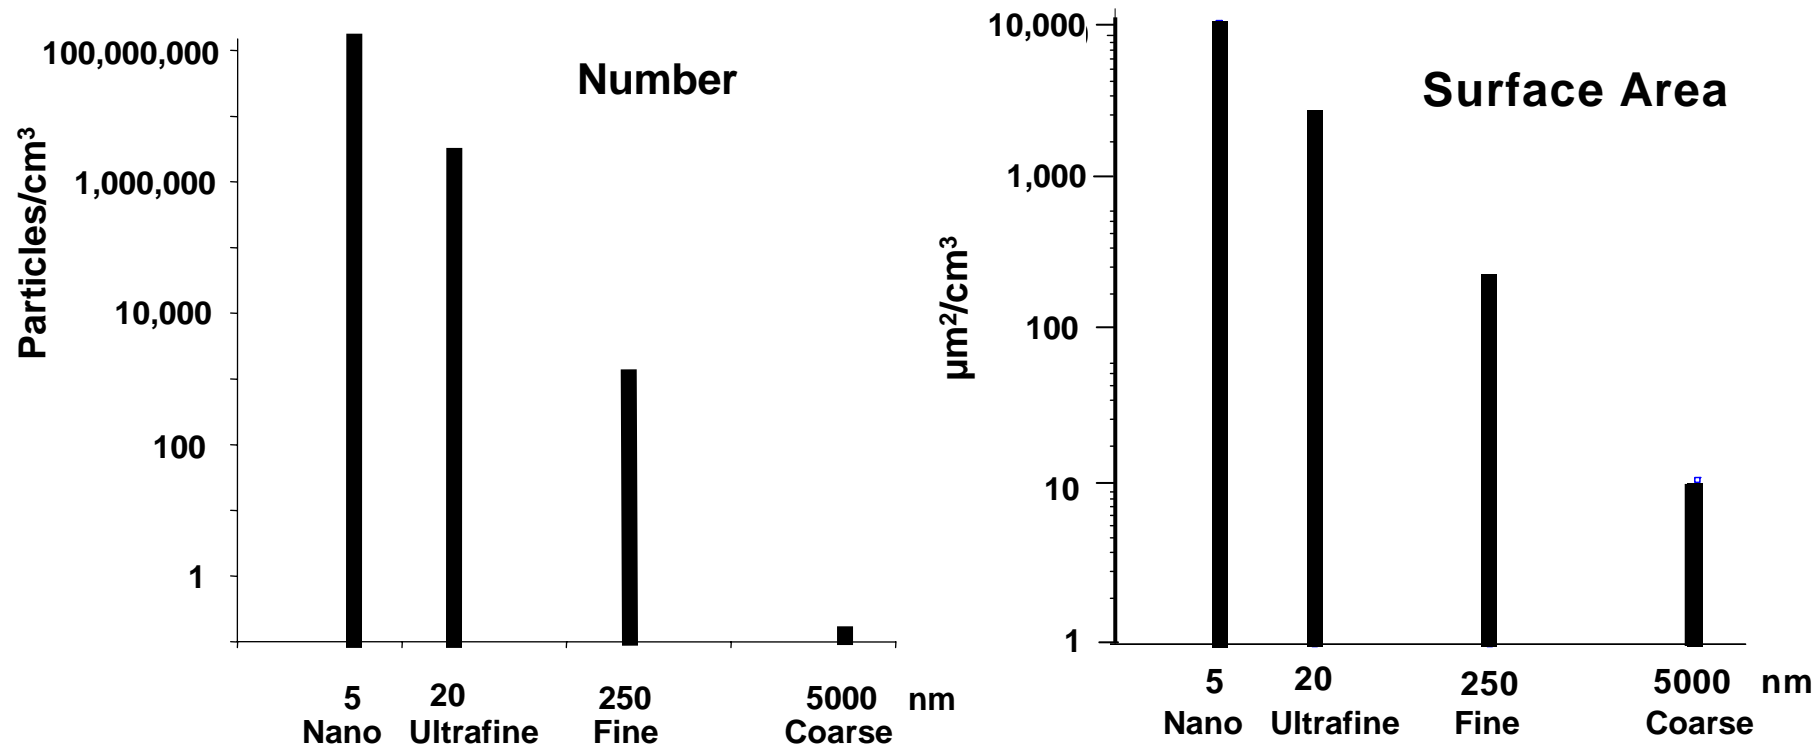 Number
Particles/cm³
100,000,000
1,000,000
10,000
100
1
5 20 250 5000 nm
Nano Ultrafine Fine Coarse
Surface Area
µm²/cm³
10,000
1,000
100
10
1
5 20 250 5000 nm
Nano Ultrafine Fine Coarse